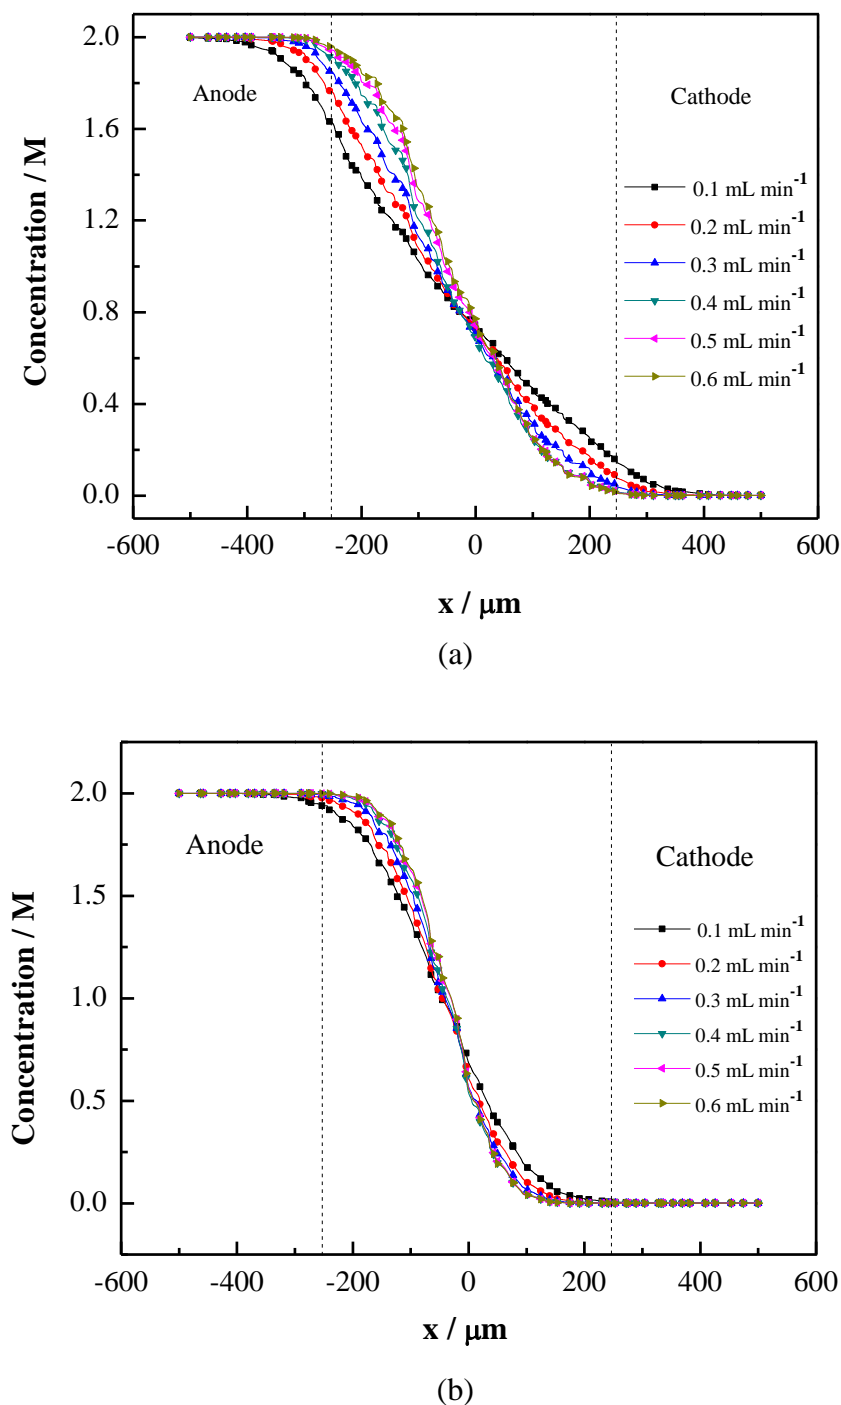 2.0
1.6
1.2
0.8
0.4
0.0
Concentration / M
Anode
Cathode
0.1 mL min⁻¹
0.2 mL min⁻¹
0.3 mL min⁻¹
0.4 mL min⁻¹
0.5 mL min⁻¹
0.6 mL min⁻¹
-600 -400 -200 0 200 400 600
x / μm
(a)
2.0
1.5
1.0
0.5
0.0
Concentration / M
Anode
Cathode
0.1 mL min⁻¹
0.2 mL min⁻¹
0.3 mL min⁻¹
0.4 mL min⁻¹
0.5 mL min⁻¹
0.6 mL min⁻¹
-600 -400 -200 0 200 400 600
x / μm
(b)